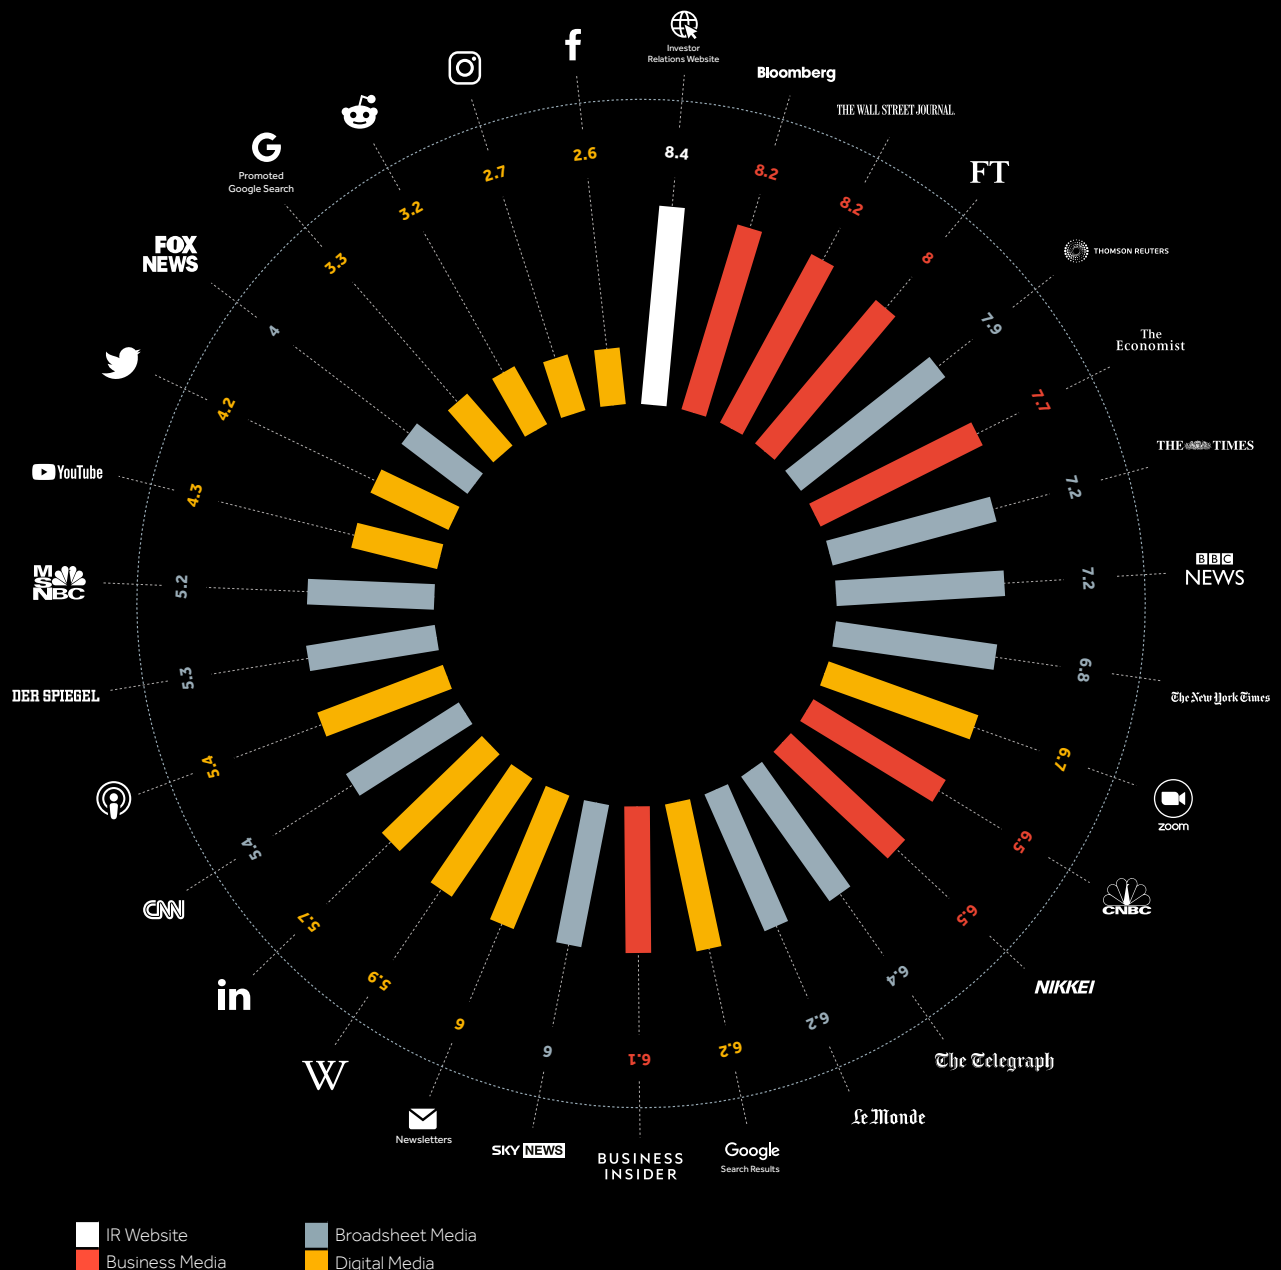 Investor
Relations Website
8.4
Bloomberg
8.2
THE WALL STREET JOURNAL.
8.2
FT
8
THOMSON REUTERS
7.9
The
Economist
7.7
THE TIMES
7.2
BBC
NEWS
7.2
The New York Times
6.8
zoom
6.7
CNBC
6.5
NIKKEI
6.5
The Telegraph
6.4
Le Monde
6.2
Google
Search Results
6.2
BUSINESS
INSIDER
6.1
SKY NEWS
6
Newsletters
6
W
5.9
in
5.7
CNN
5.4
5.4
DER SPIEGEL
5.3
MSNBC
5.2
YouTube
4.3
4.2
FOX
NEWS
4
G
Promoted
Google Search
3.3
3.2
2.7
f
2.6
IR Website
Broadsheet Media
Business Media
Digital Media